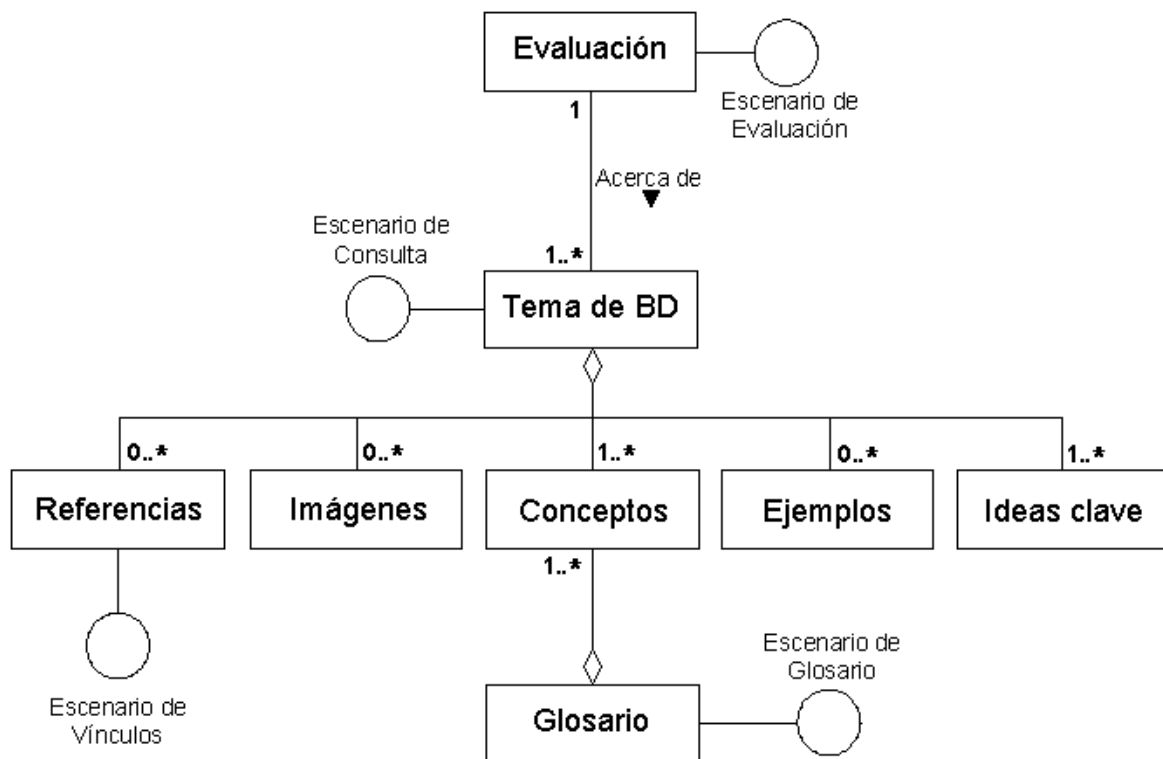 Evaluación
Escenario de
Evaluación
1
Acerca de
Escenario de
Consulta
1..*
Tema de BD
0..*
0..*
1..*
0..*
1..*
Referencias
Imágenes
Conceptos
Ejemplos
Ideas clave
1..*
Escenario de
Glosario
Escenario de
Vínculos
Glosario